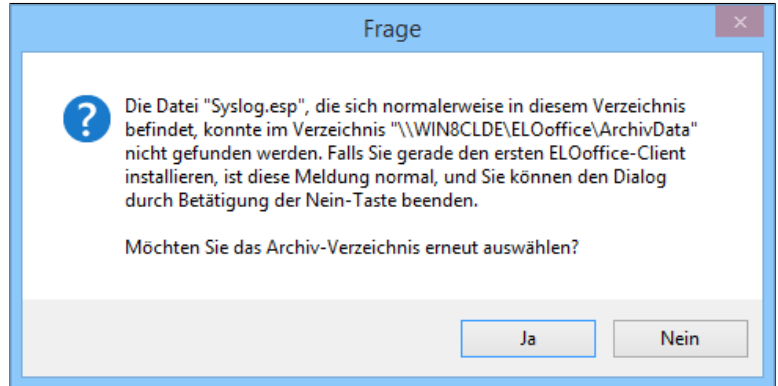 Frage
Die Datei "Syslog.esp", die sich normalerweise in diesem Verzeichnis
befindet, konnte im Verzeichnis "\\WIN8CLDE\ELOoffice\ArchivData"
nicht gefunden werden. Falls Sie gerade den ersten ELOoffice-Client
installieren, ist diese Meldung normal, und Sie können den Dialog
durch Betätigung der Nein-Taste beenden.
Möchten Sie das Archiv-Verzeichnis erneut auswählen?
Ja
Nein